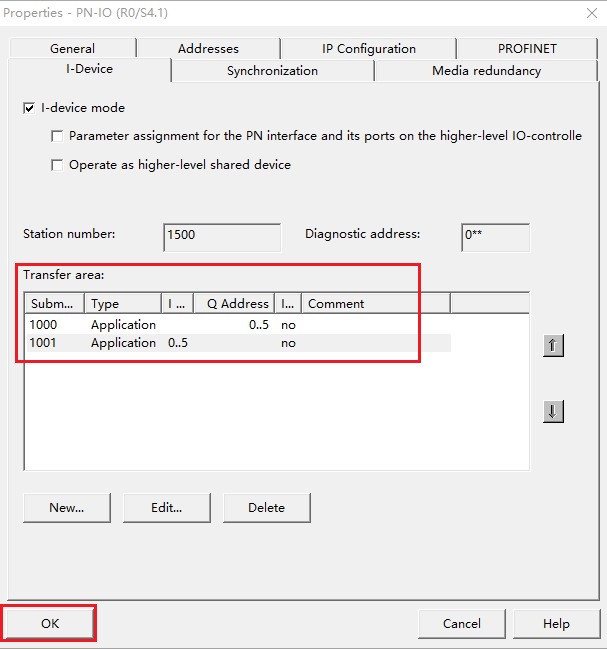 Properties - PN-IO (R0/S4.1)
General Addresses IP Configuration PROFINET
I-Device Synchronization Media redundancy
I-device mode
Parameter assignment for the PN interface and its ports on the higher-level IO-controlle
Operate as higher-level shared device
Station number: 1500 Diagnostic address: 0**
Transfer area:
Subm... Type I ... Q Address I... Comment
1000 Application 0..5 no
1001 Application 0..5 no
New... Edit... Delete
OK Cancel Help